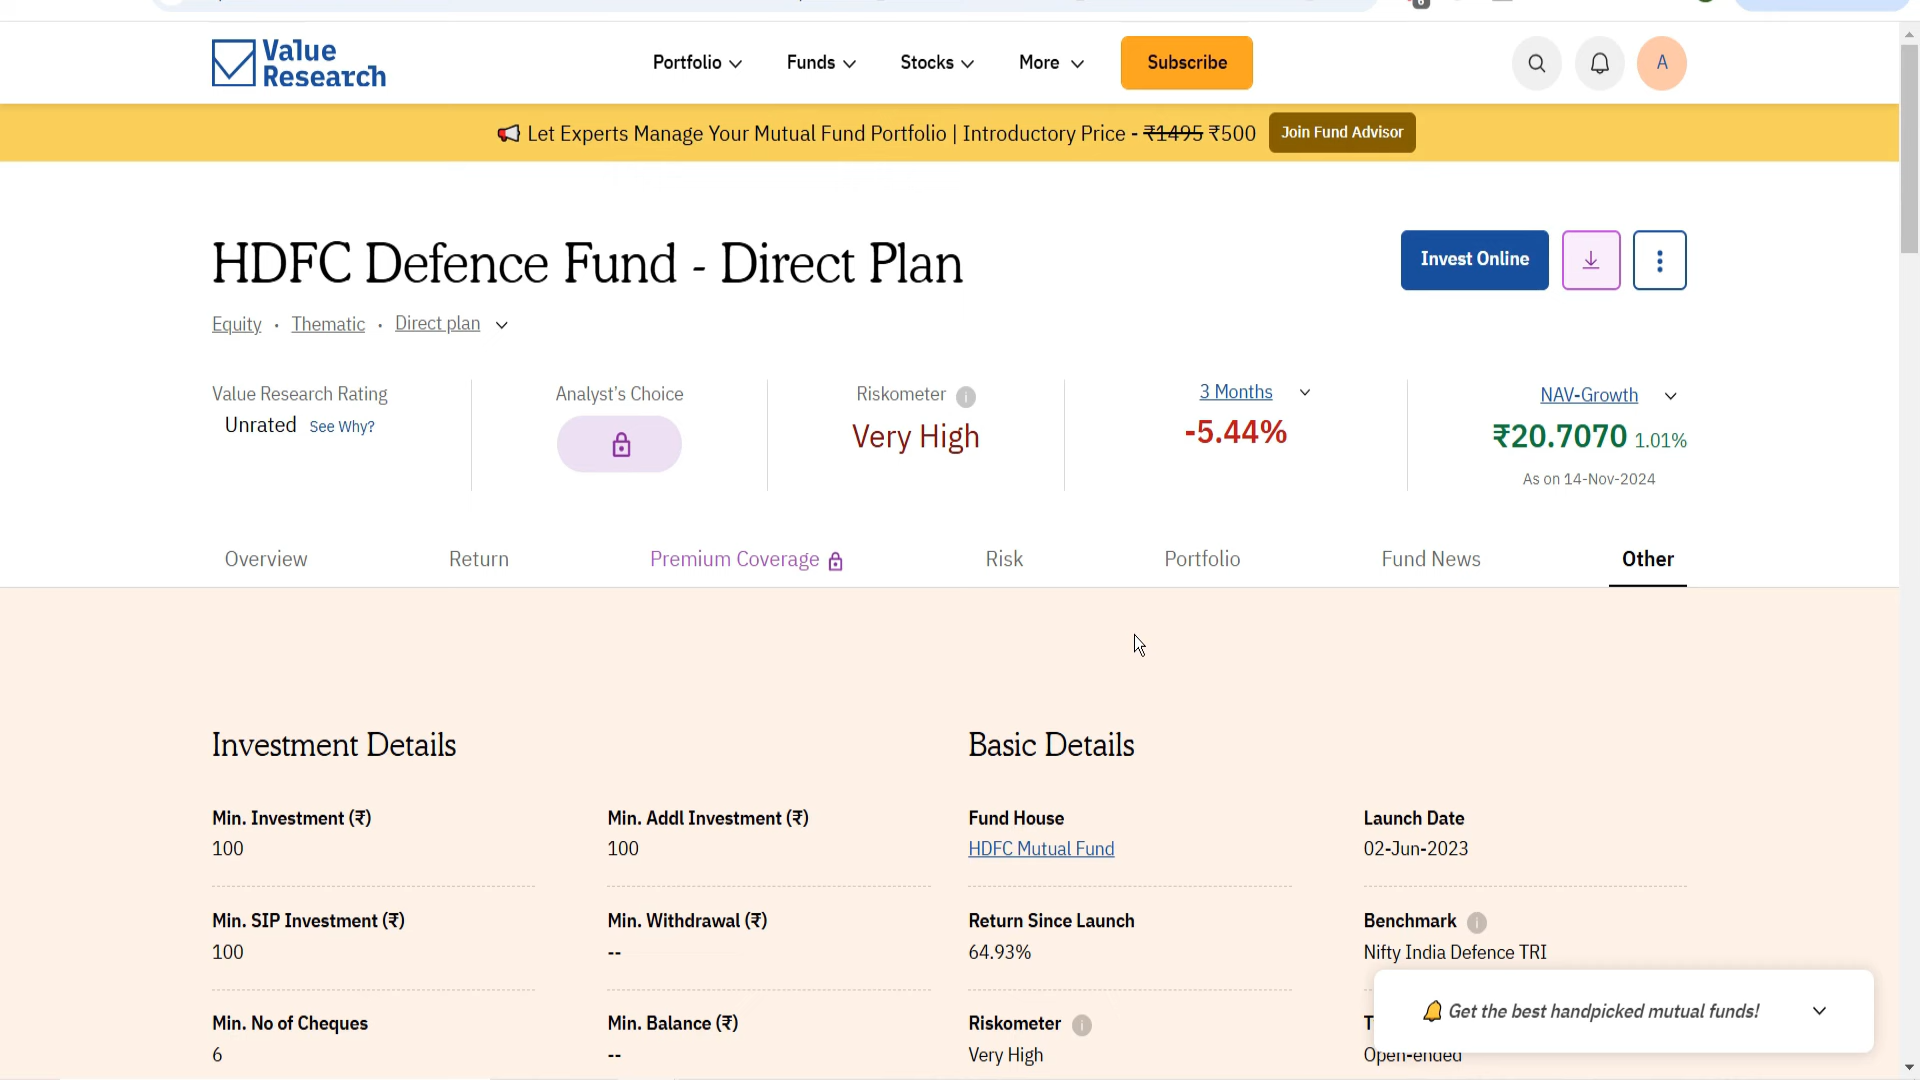 6
Value
Research
Portfolio Funds Stocks More Subscribe A
Let Experts Manage Your Mutual Fund Portfolio | Introductory Price - ₹1495 ₹500 Join Fund Advisor
HDFC Defence Fund - Direct Plan
Invest Online
Equity • Thematic • Direct plan
Value Research Rating
Unrated See Why?
Analyst's Choice
Riskometer i
Very High
3 Months
-5.44%
NAV-Growth
₹20.7070 1.01%
As on 14-Nov-2024
Overview Return Premium Coverage Risk Portfolio Fund News Other
Investment Details
Basic Details
Min. Investment (₹) Min. Addl Investment (₹) Fund House Launch Date
100 100 HDFC Mutual Fund 02-Jun-2023
Min. SIP Investment (₹) Min. Withdrawal (₹) Return Since Launch Benchmark i
100 -- 64.93% Nifty India Defence TRI
Get the best handpicked mutual funds!
Min. No of Cheques Min. Balance (₹) Riskometer i T
6 -- Very High Open-ended